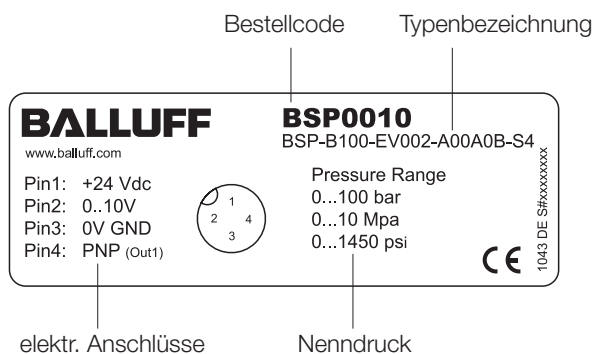 Bestellcode
Typenbezeichnung
BALLUFF
www.balluff.com
Pin1: +24 Vdc
Pin2: 0..10V
Pin3: 0V GND
Pin4: PNP (Out1)
1
2
4
3
BSP0010
BSP-B100-EV002-A00A0B-S4
Pressure Range
0...100 bar
0...10 Mpa
0...1450 psi
CE
1043 DE S#xxxxxxxxx
elektr. Anschlüsse
Nenndruck